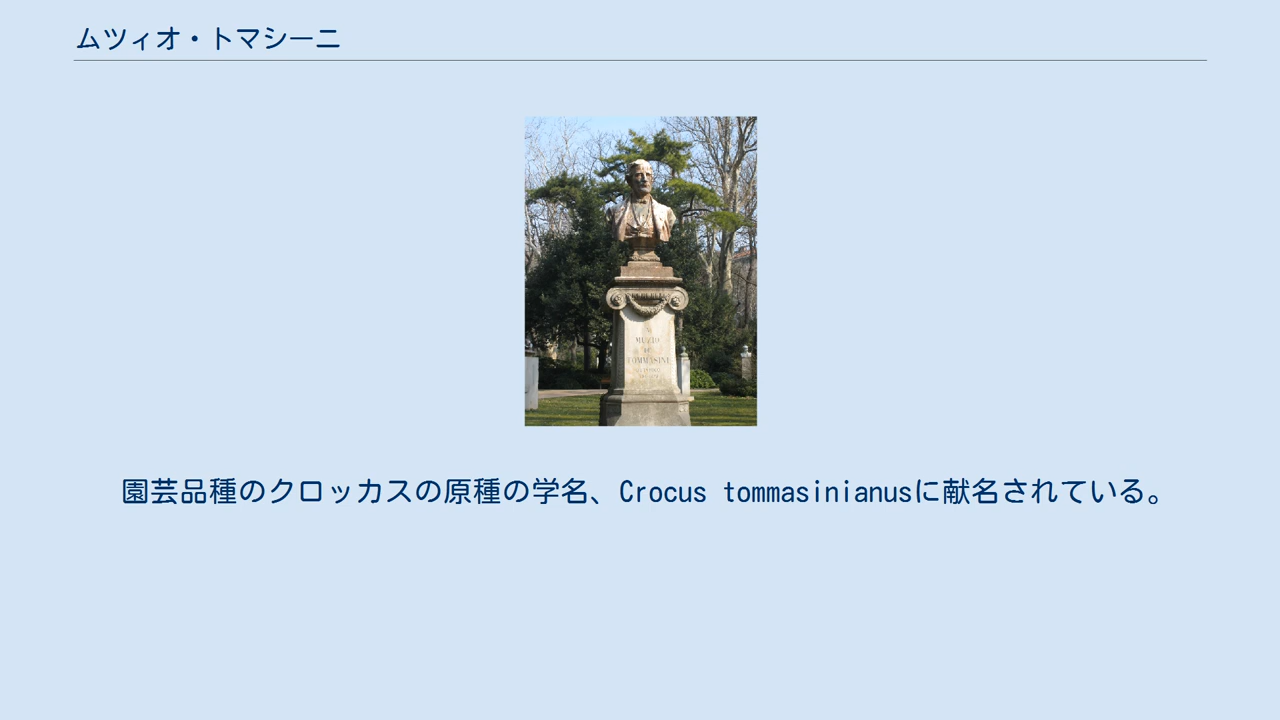 ムツィオ・トマシーニ
MUZIO
TOMMASINI
園芸品種のクロッカスの原種の学名、Crocus tommasinianusに献名されている。